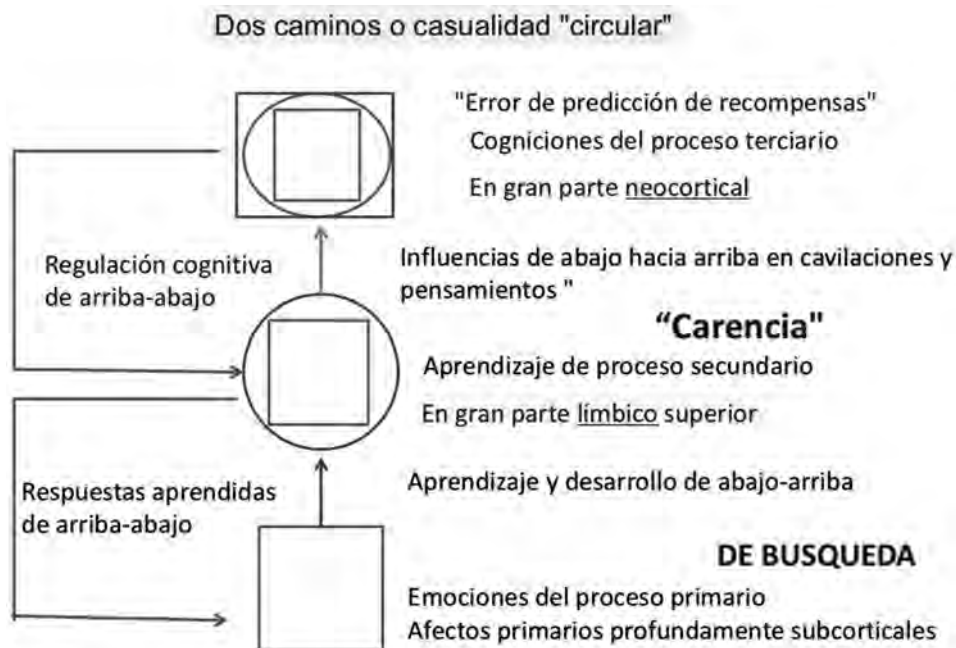 Dos caminos o casualidad "circular"
"Error de predicción de recompensas"
Cogniciones del proceso terciario
En gran parte neocortical
Regulación cognitiva
de arriba-abajo
Influencias de abajo hacia arriba en cavilaciones y
pensamientos "
“Carencia"
Aprendizaje de proceso secundario
En gran parte límbico superior
Respuestas aprendidas
de arriba-abajo
Aprendizaje y desarrollo de abajo-arriba
DE BUSQUEDA
Emociones del proceso primario
Afectos primarios profundamente subcorticales